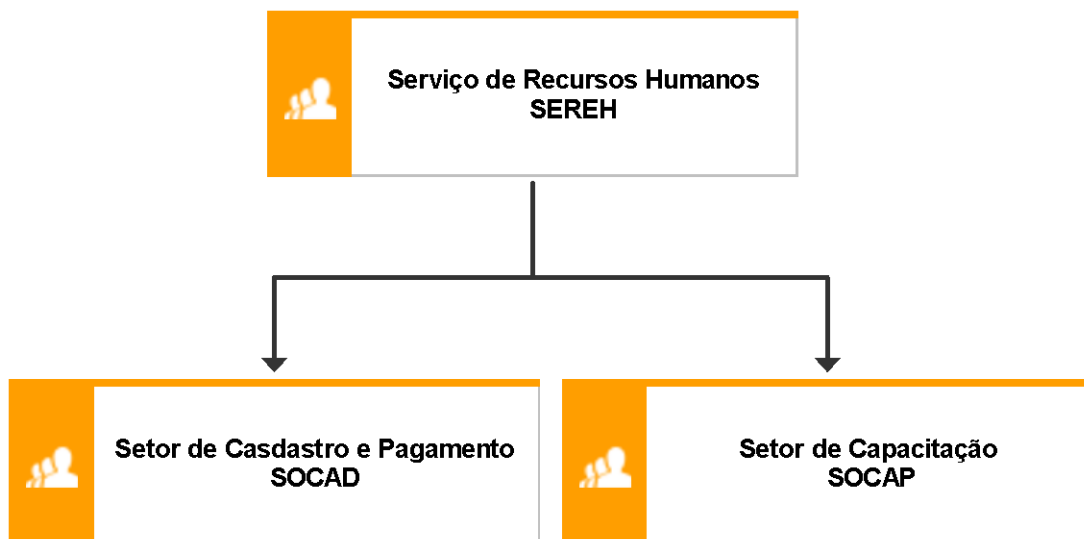 Serviço de Recursos Humanos
SEREH
Setor de Casdastro e Pagamento
SOCAD
Setor de Capacitação
SOCAP